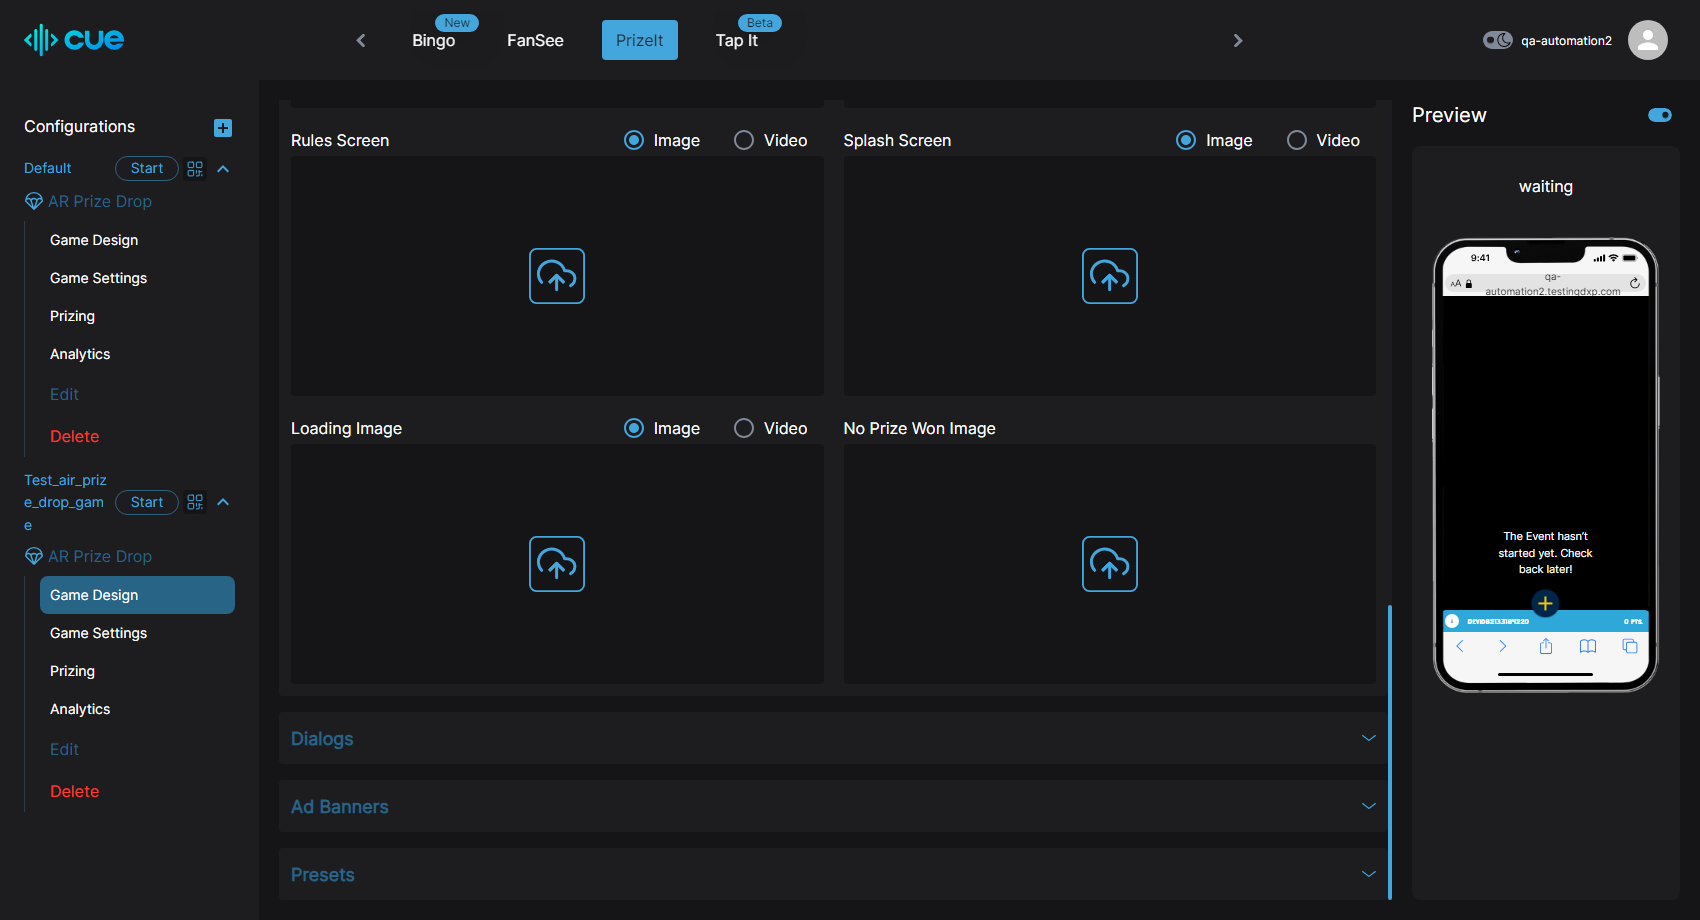 cue
New
Bingo
FanSee
PrizeIt
Beta
Tap It
qa-automation2
Configurations
Default
Start
AR Prize Drop
Game Design
Game Settings
Prizing
Analytics
Edit
Delete
Test_air_priz
e_drop_gam
e
Start
AR Prize Drop
Game Design
Game Settings
Prizing
Analytics
Edit
Delete
Rules Screen
Image
Video
Splash Screen
Image
Video
Loading Image
Image
Video
No Prize Won Image
Dialogs
Ad Banners
Presets
Preview
waiting
9:41
AA
qa-
automation2.testingdxp.com
The Event hasn't
started yet. Check
back later!
0 PTS.